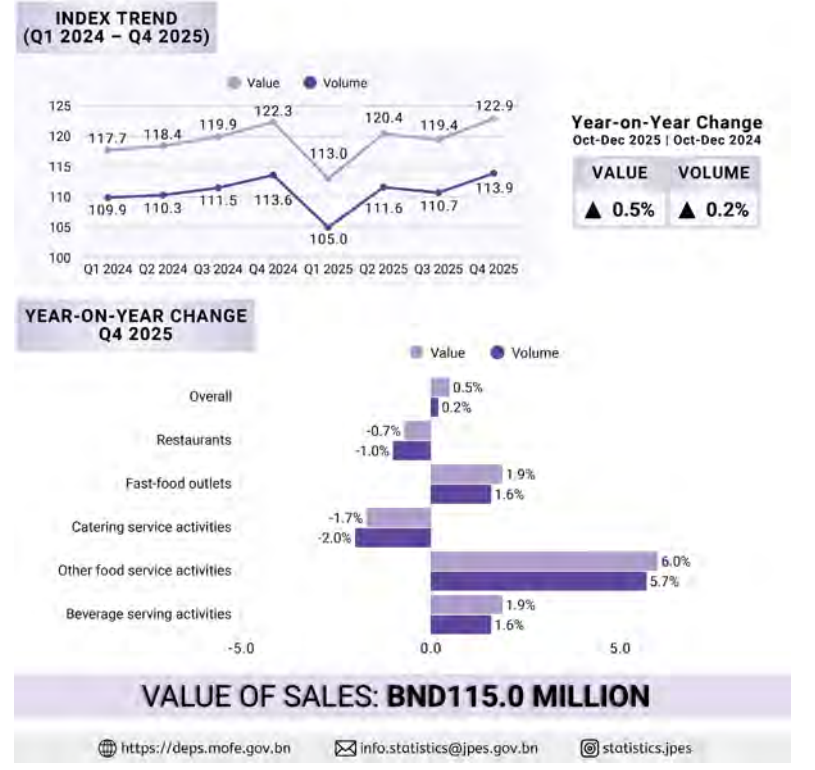 INDEX TREND
(Q1 2024 – Q4 2025)
Value Volume
125
120
115
110
105
100
117.7 118.4 119.9 122.3 113.0 120.4 119.4 122.9
109.9 110.3 111.5 113.6 105.0 111.6 110.7 113.9
Q1 2024 Q2 2024 Q3 2024 Q4 2024 Q1 2025 Q2 2025 Q3 2025 Q4 2025
Year-on-Year Change
Oct-Dec 2025 | Oct-Dec 2024
VALUE VOLUME
▲ 0.5% ▲ 0.2%
YEAR-ON-YEAR CHANGE
Q4 2025
Value Volume
Overall
0.5%
0.2%
Restaurants
-0.7%
-1.0%
Fast-food outlets
1.9%
1.6%
Catering service activities
-1.7%
-2.0%
Other food service activities
6.0%
5.7%
Beverage serving activities
1.9%
1.6%
-5.0 0.0 5.0
VALUE OF SALES: BND115.0 MILLION
https://deps.mofe.gov.bn info.statistics@jpes.gov.bn statistics.jpes